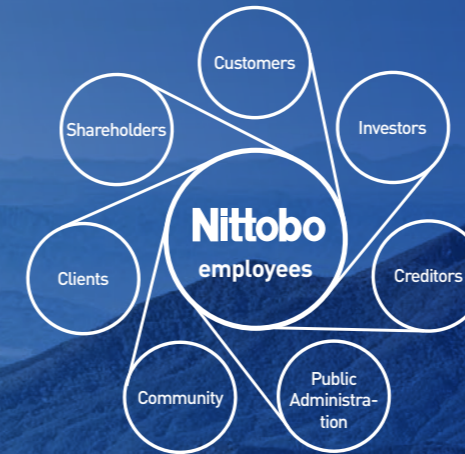 Customers
Shareholders
Investors
Nittobo
employees
Clients
Creditors
Community
Public
Administra-
tion